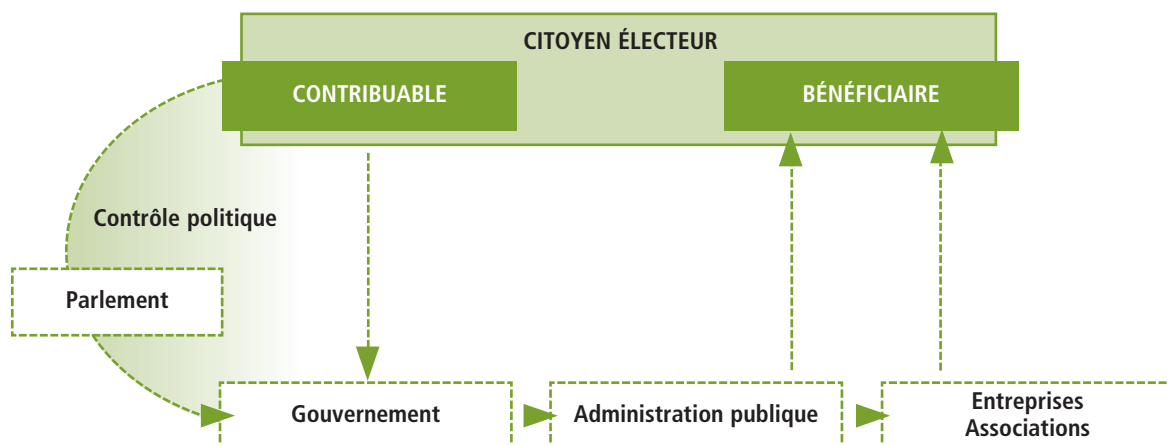 CITOYEN ÉLECTEUR
CONTRIBUABLE
BÉNÉFICIAIRE
Contrôle politique
Parlement
Gouvernement
Administration publique
Entreprises
Associations